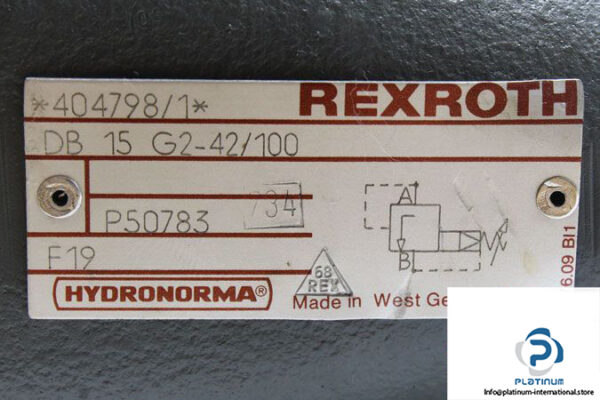 *404798/1* REXROTH
DB 15 G2-42/100
P50783 734
F19
A
B
HYDRONORMA®
68
REX
Made in West Ge
6.09 BI1
PLATINUM
Info@platinum-international.store